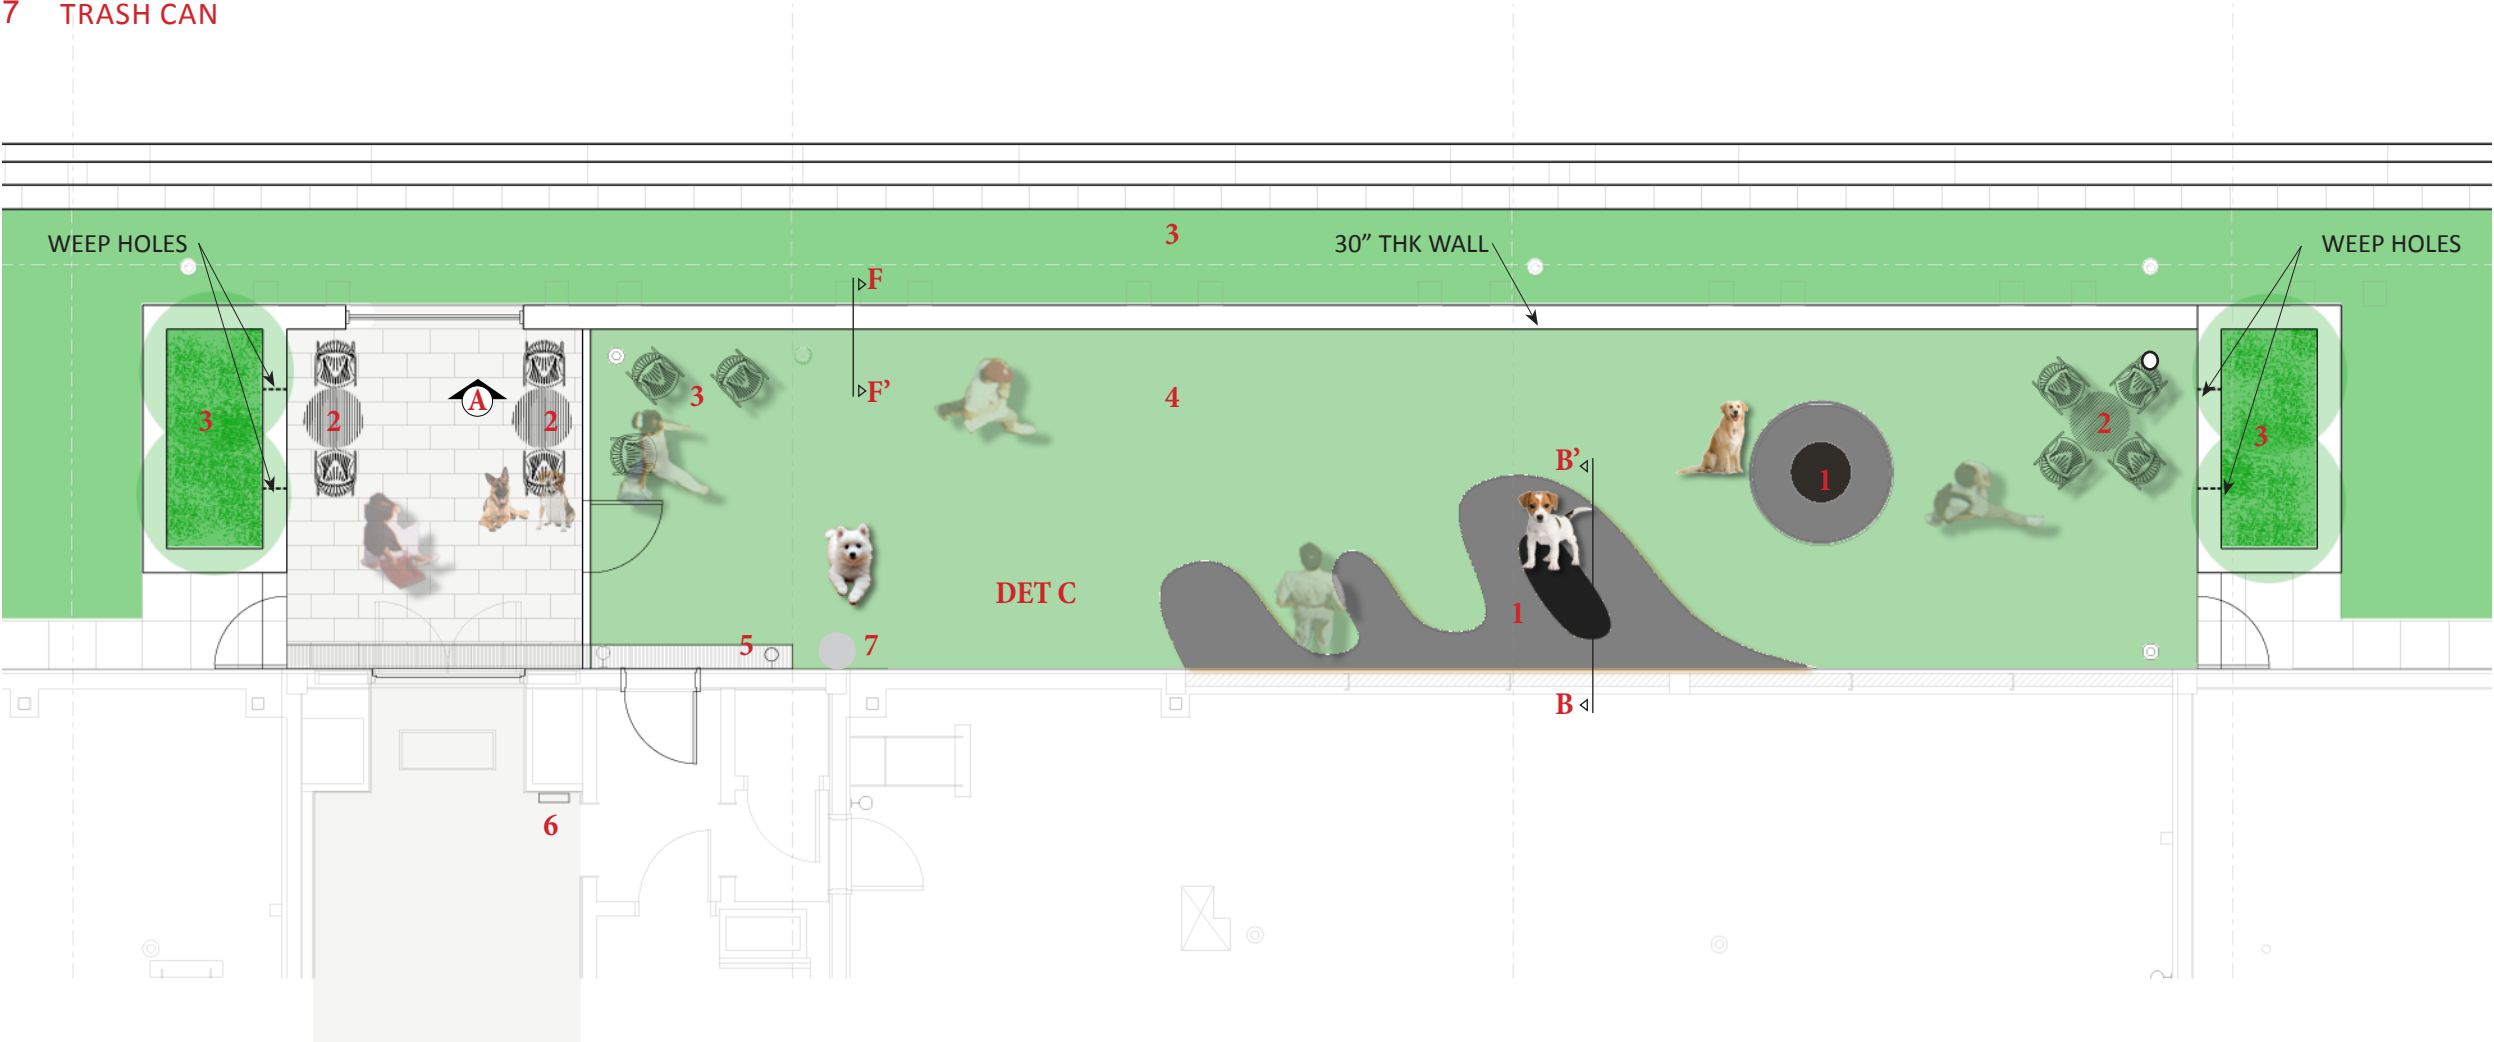 7 TRASH CAN
3
WEEP HOLES
30” THK WALL
WEEP HOLES
F
F’
3
2
A
2
3
4
2
3
B’
1
DET C
1
5
7
B
6